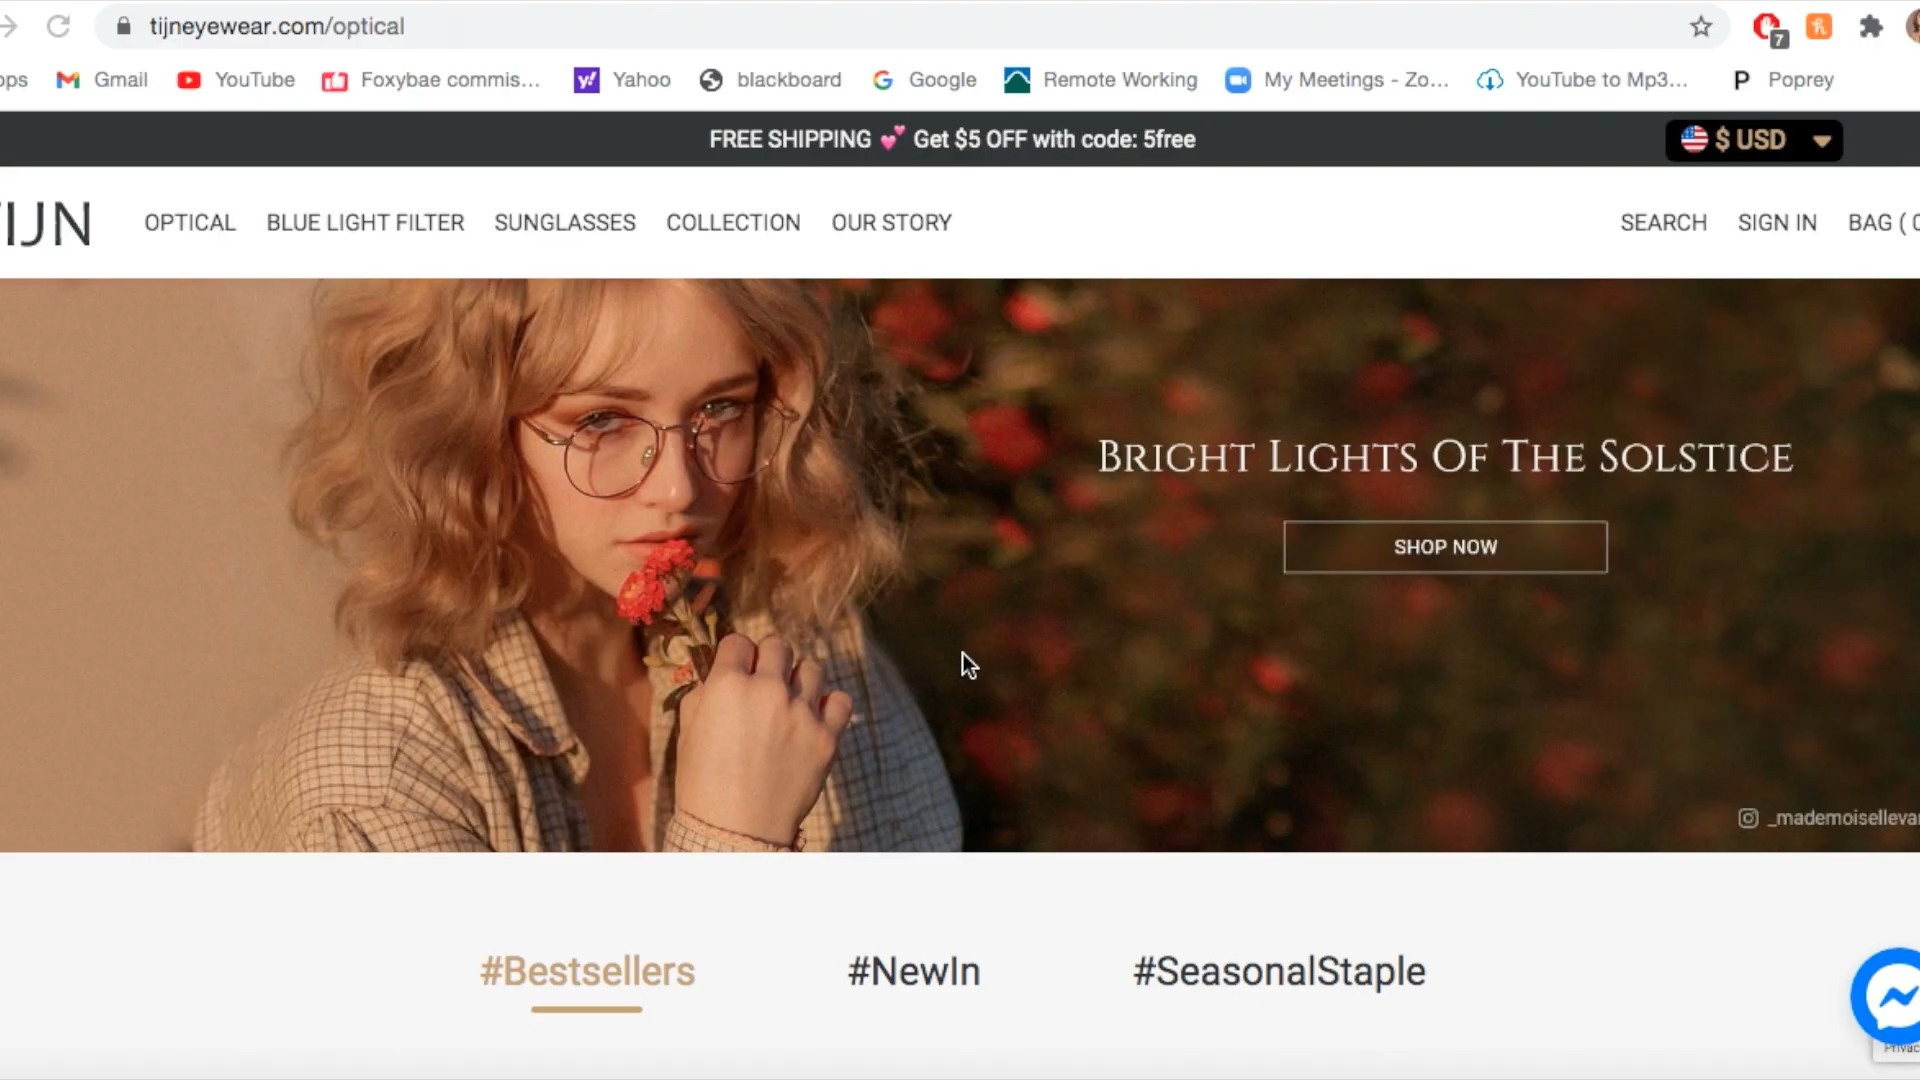 tijneyewear.com/optical
7
Gmail YouTube Foxybae commis... Yahoo blackboard Google Remote Working My Meetings - Zo... YouTube to Mp3... P Poprey
FREE SHIPPING 💕 Get $5 OFF with code: 5free
$ USD
IJN
OPTICAL BLUE LIGHT FILTER SUNGLASSES COLLECTION OUR STORY SEARCH SIGN IN BAG (
BRIGHT LIGHTS OF THE SOLSTICE
SHOP NOW
#Bestsellers #NewIn #SeasonalStaple